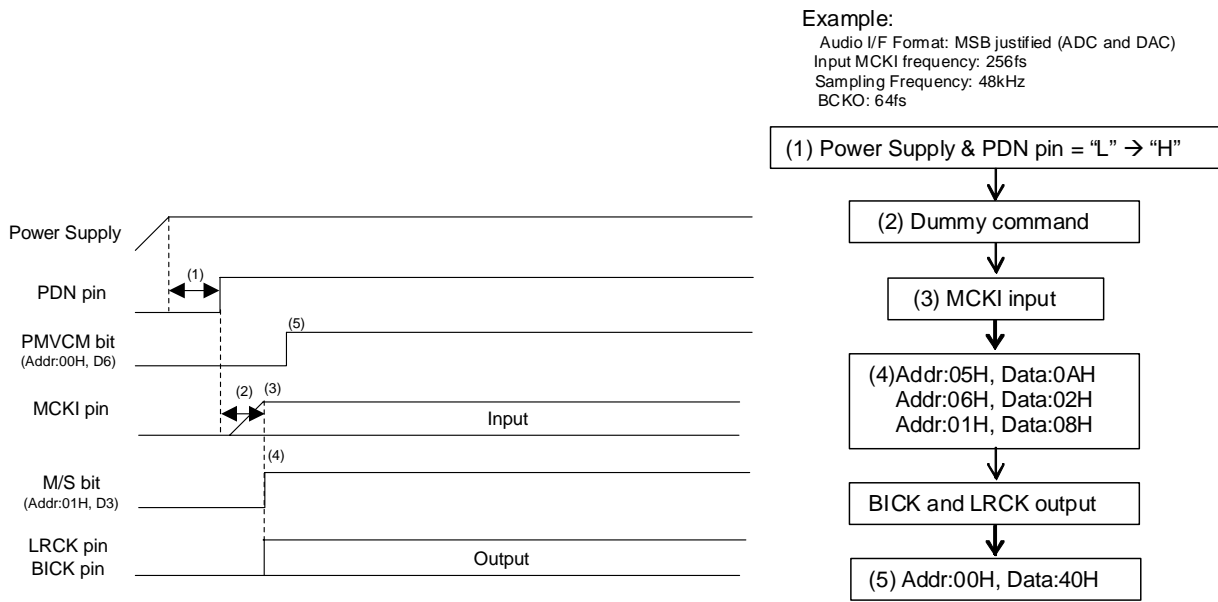 Example:
Audio I/F Format: MSB justified (ADC and DAC)
Input MCKI frequency: 256fs
Sampling Frequency: 48kHz
BCKO: 64fs
(1) Power Supply & PDN pin = “L” → “H”
(2) Dummy command
(3) MCKI input
(4)Addr:05H, Data:0AH
Addr:06H, Data:02H
Addr:01H, Data:08H
BICK and LRCK output
(5) Addr:00H, Data:40H
Power Supply
(1)
PDN pin
(5)
PMVCM bit
(Addr:00H, D6)
(2)
(3)
MCKI pin
Input
(4)
M/S bit
(Addr:01H, D3)
LRCK pin
BICK pin
Output